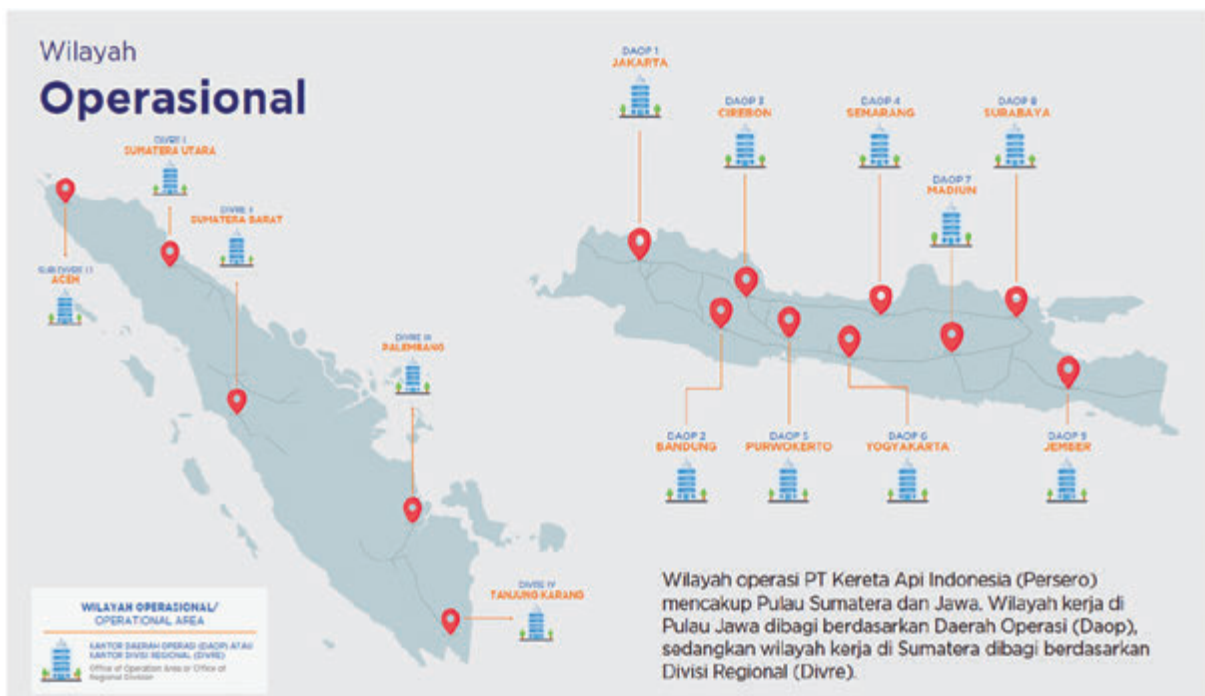 Wilayah
Operasional
DIVRE I
SUMATERA UTARA
DIVRE II
SUMATERA BARAT
SUB DIVRE I.1
ACEH
DIVRE III
PALEMBANG
DIVRE IV
TANJUNG KARANG
DAOP 1
JAKARTA
DAOP 3
CIREBON
DAOP 4
SEMARANG
DAOP 8
SURABAYA
DAOP 7
MADIUN
DAOP 2
BANDUNG
DAOP 5
PURWOKERTO
DAOP 6
YOGYAKARTA
DAOP 9
JEMBER
WILAYAH OPERASIONAL/
OPERATIONAL AREA
KANTOR DAERAH OPERASI (DAOP) ATAU
KANTOR DIVISI REGIONAL (DIVRE)
Office of Operation Area or Office of
Regional Division
Wilayah operasi PT Kereta Api Indonesia (Persero)
mencakup Pulau Sumatera dan Jawa. Wilayah kerja di
Pulau Jawa dibagi berdasarkan Daerah Operasi (Daop),
sedangkan wilayah kerja di Sumatera dibagi berdasarkan
Divisi Regional (Divre).